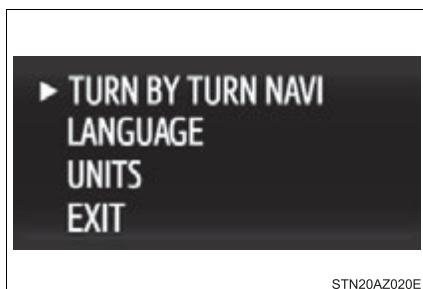 TURN BY TURN NAVI
LANGUAGE
UNITS
EXIT
STN20AZ020E